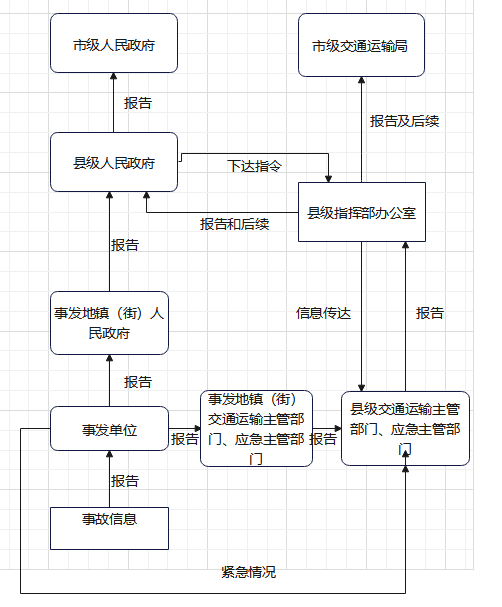 市级人民政府
市级交通运输局
报告
报告及后续
县级人民政府
下达指令
县级指挥部办公室
报告和后续
报告
事发地镇（街）人
民政府
信息传达
报告
报告
事发单位
报告
事发地镇（街）
交通运输主管部
门、应急主管部
门
报告
县级交通运输主管
部门、应急主管部
门
报告
事故信息
紧急情况